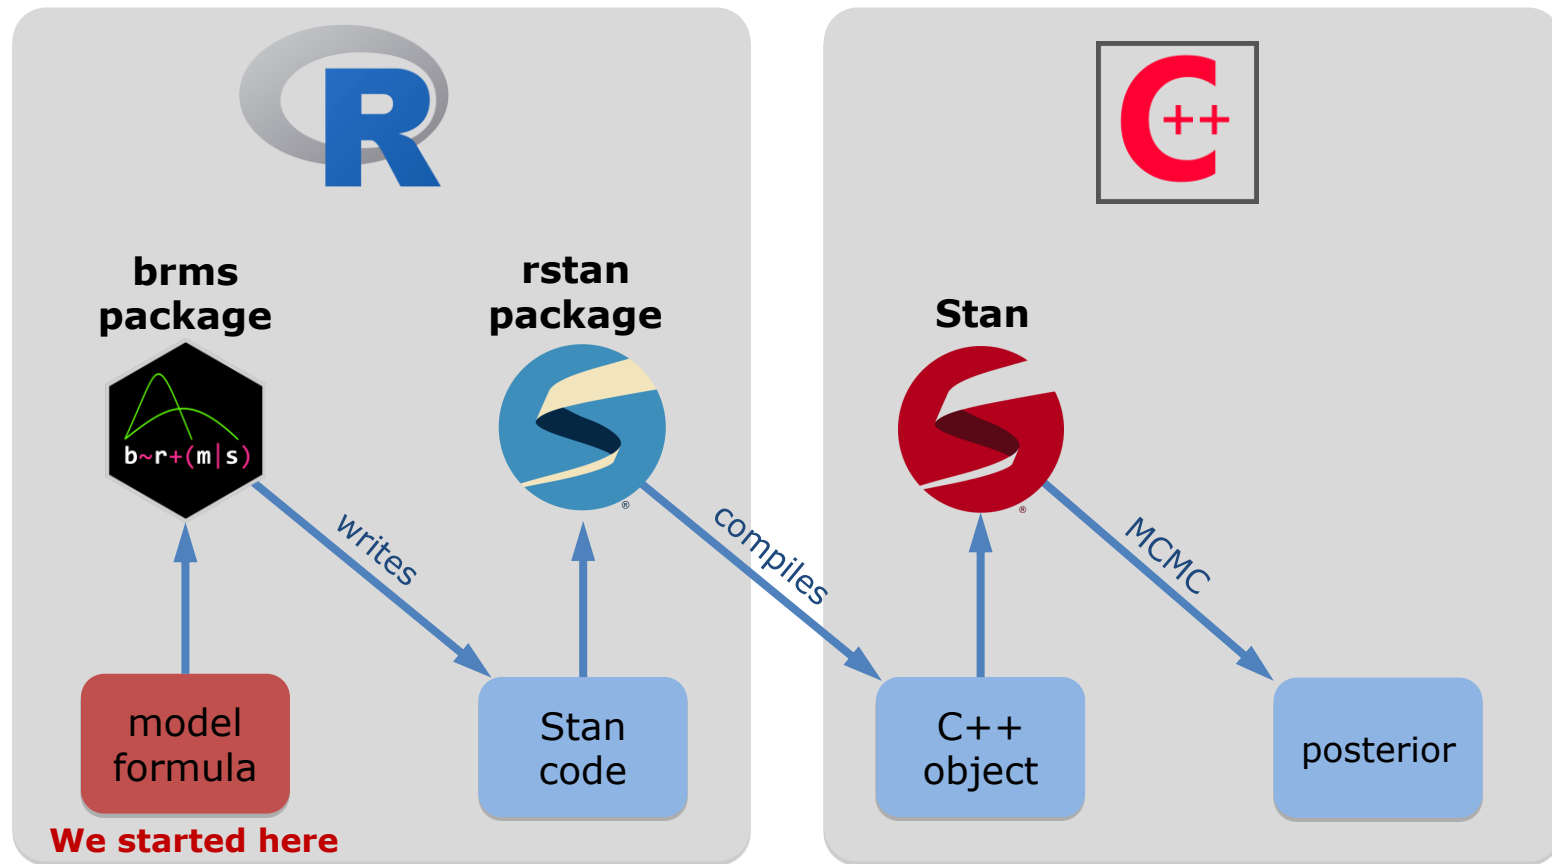 R
C++
brms
package
rstan
package
Stan
b~r+(m|s)
®
®
writes
compiles
MCMC
model
formula
Stan
code
C++
object
posterior
We started here